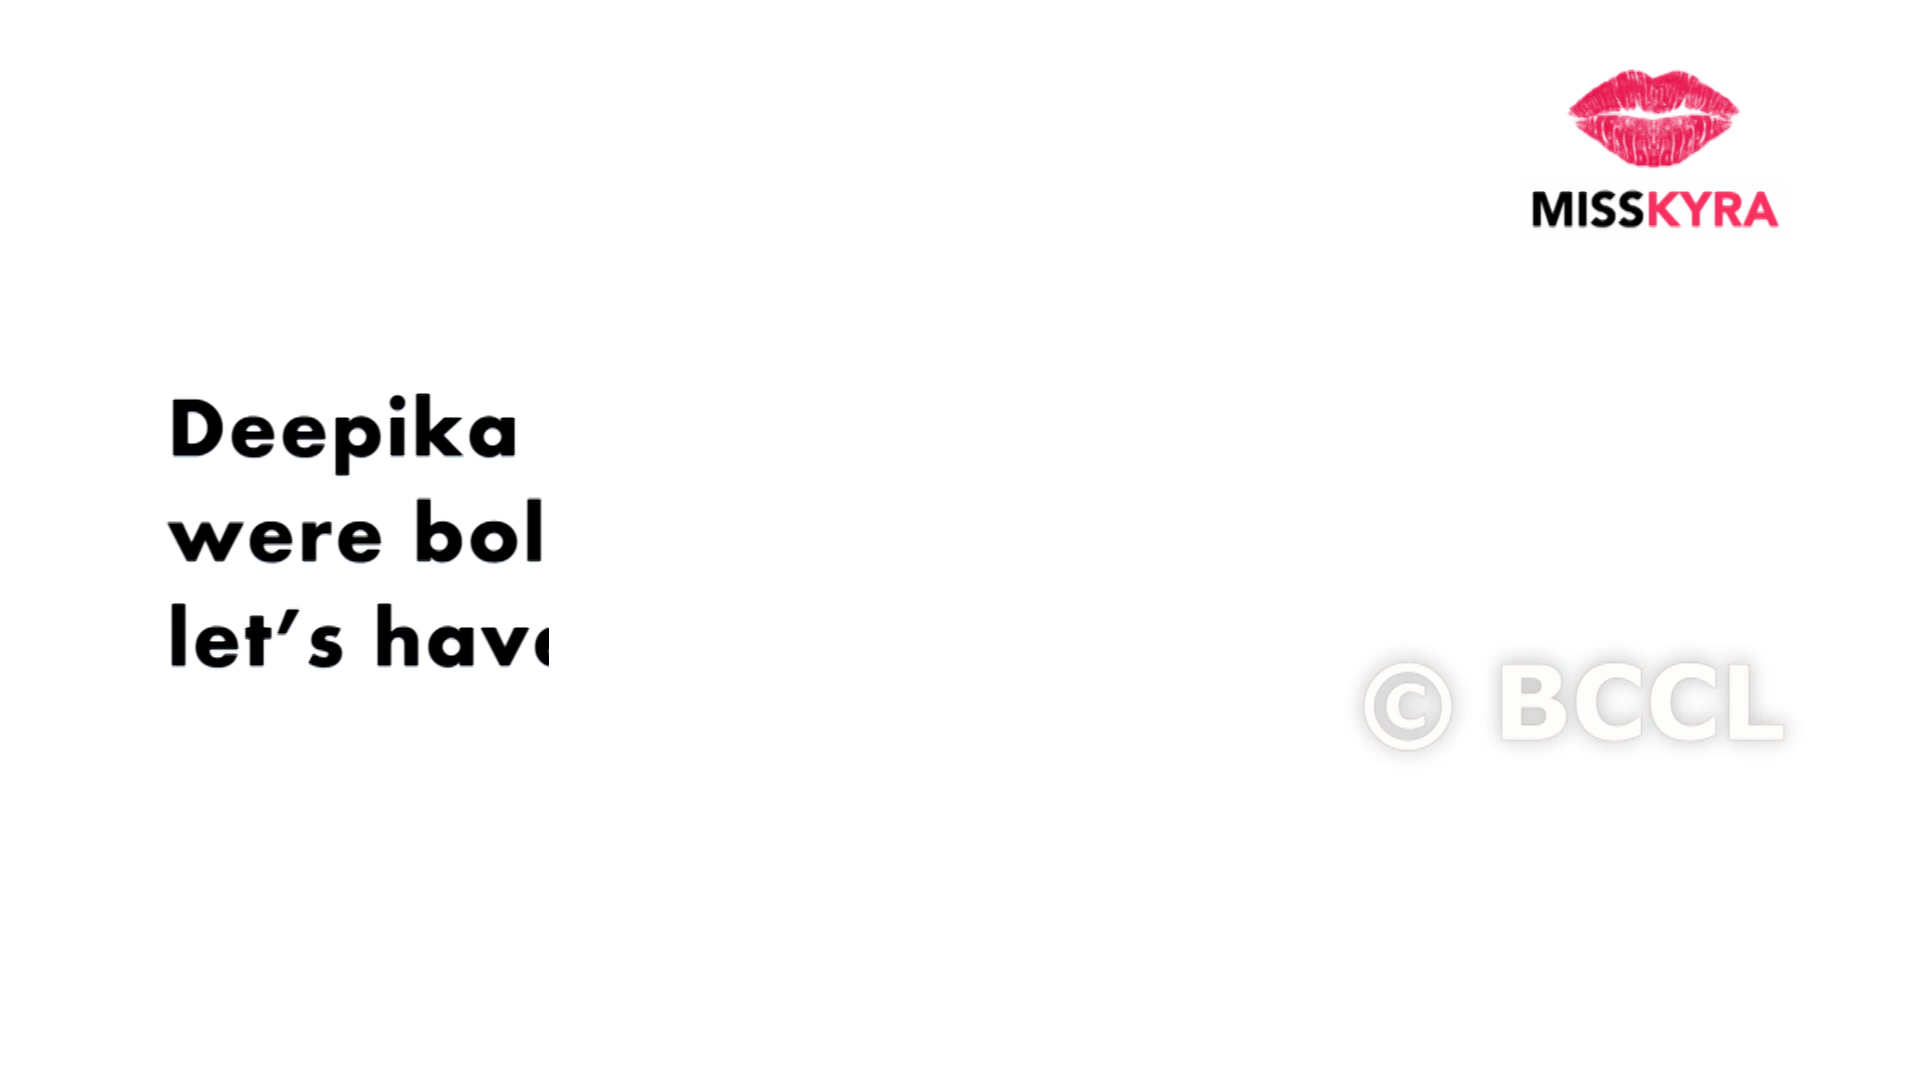 MISSKYRA
Deepika
were bol
let’s hav
© BCCL